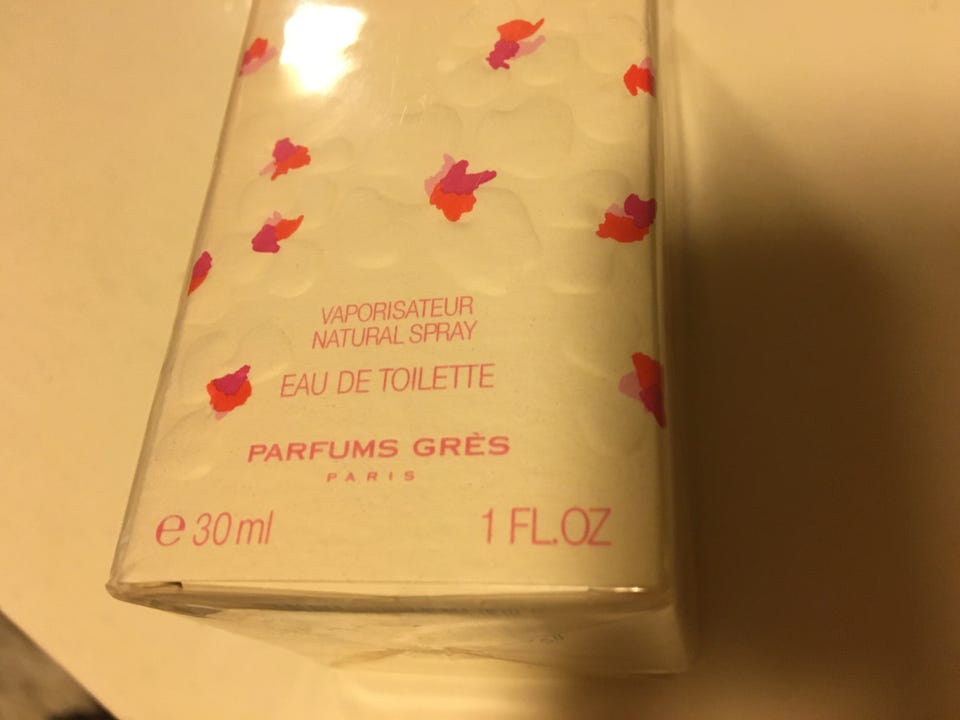 VAPORISATEUR
NATURAL SPRAY
EAU DE TOILETTE
PARFUMS GRÈS
PARIS
℮ 30 ml 1 FL.OZ